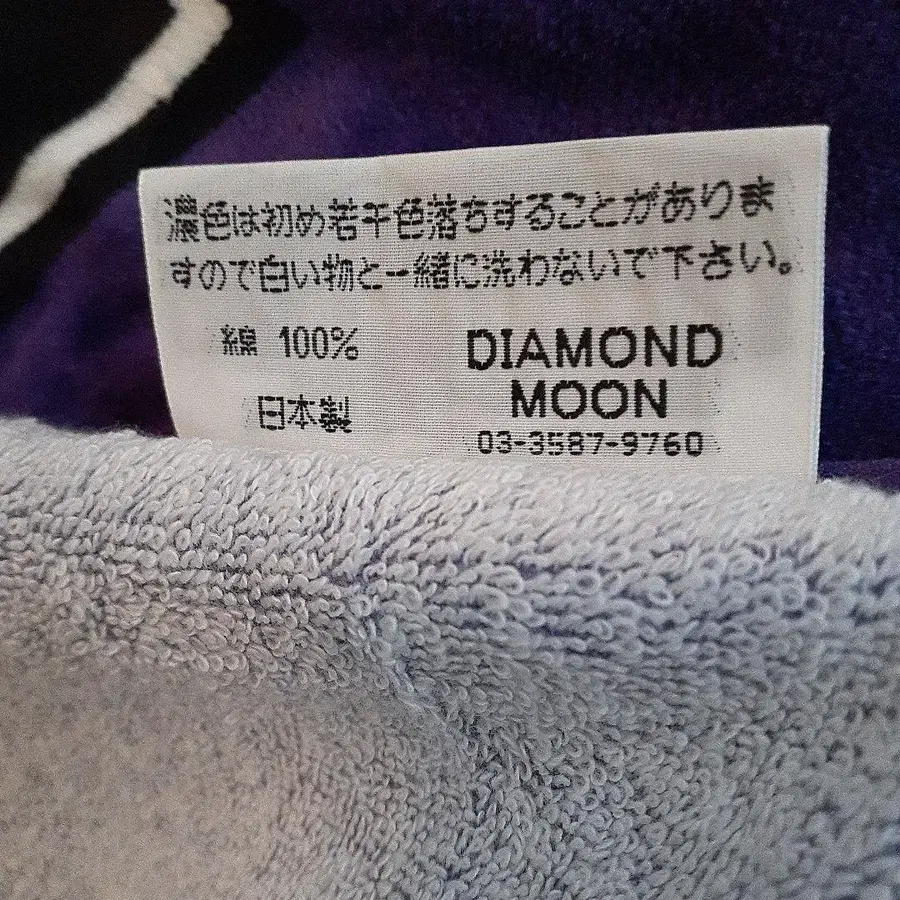 濃色は初め若干色落ちすることがありま
すので白い物と一緒に洗わないで下さい。
綿 100%
日本製
DIAMOND
MOON
03-3587-9760